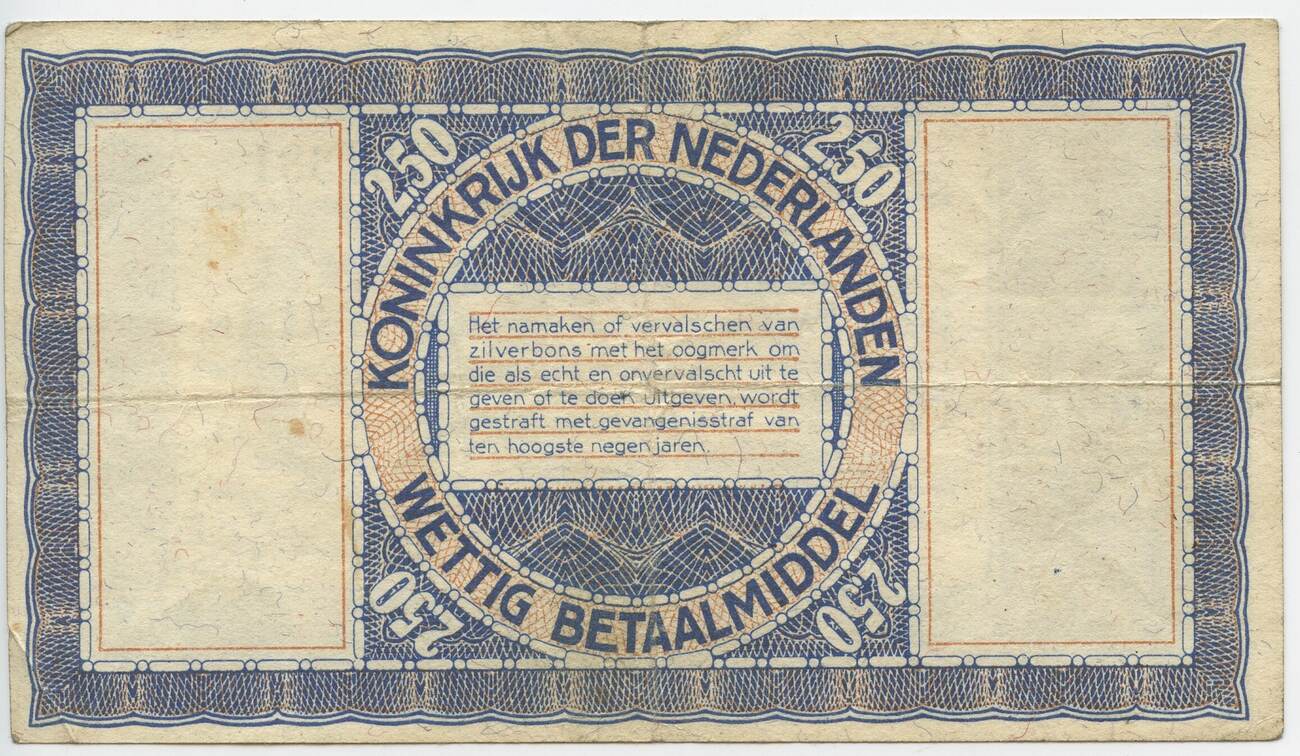 2,50
2,50
KONINKRIJK DER NEDERLANDEN
Het namaken of vervalschen van
zilverbons met het oogmerk om
die als echt en onvervalscht uit te
geven of te doen uitgeven, wordt
gestraft met gevangenisstraf van
ten hoogste negen jaren.
WETTIG BETAALMIDDEL
2,50
2,50